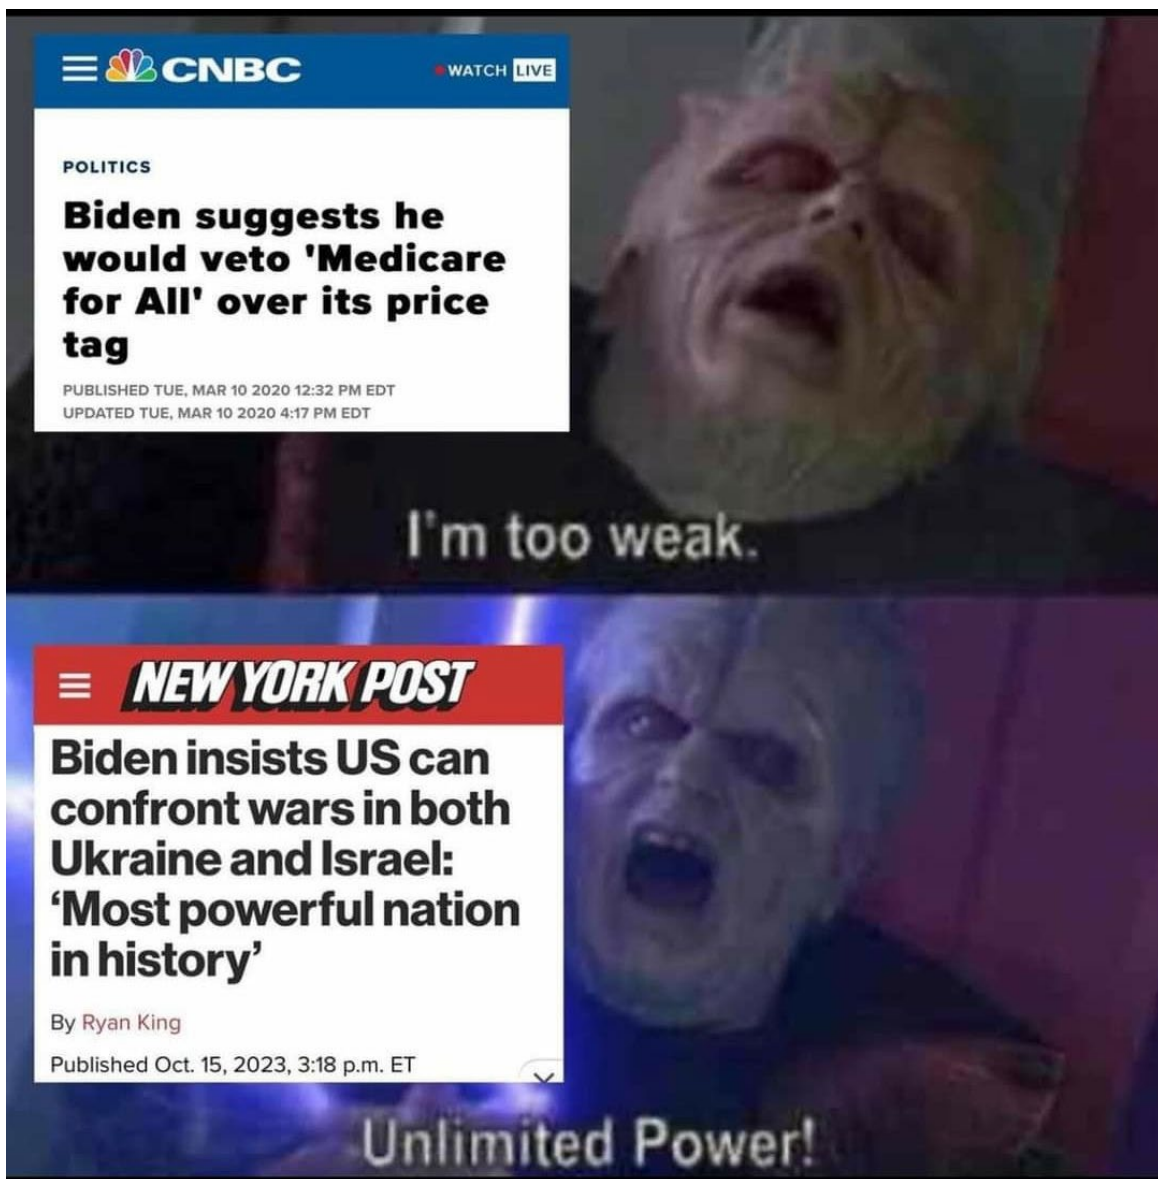 CNBC
WATCH LIVE
POLITICS
Biden suggests he
would veto 'Medicare
for All' over its price
tag
PUBLISHED TUE, MAR 10 2020 12:32 PM EDT
UPDATED TUE, MAR 10 2020 4:17 PM EDT
I'm too weak.
NEW YORK POST
Biden insists US can
confront wars in both
Ukraine and Israel:
‘Most powerful nation
in history’
By Ryan King
Published Oct. 15, 2023, 3:18 p.m. ET
Unlimited Power!